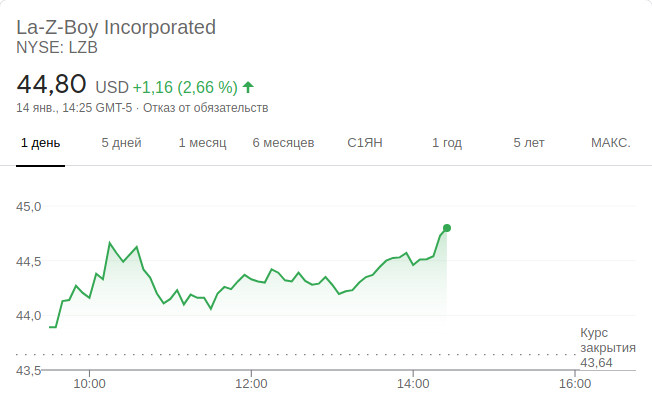 La-Z-Boy Incorporated
NYSE: LZB
44,80 USD +1,16 (2,66 %)
14 янв., 14:25 GMT-5 · Отказ от обязательств
1 день 5 дней 1 месяц 6 месяцев С1ЯН 1 год 5 лет МАКС.
45,0
44,5
44,0
43,5
Курс
закрытия
43,64
10:00 12:00 14:00 16:00